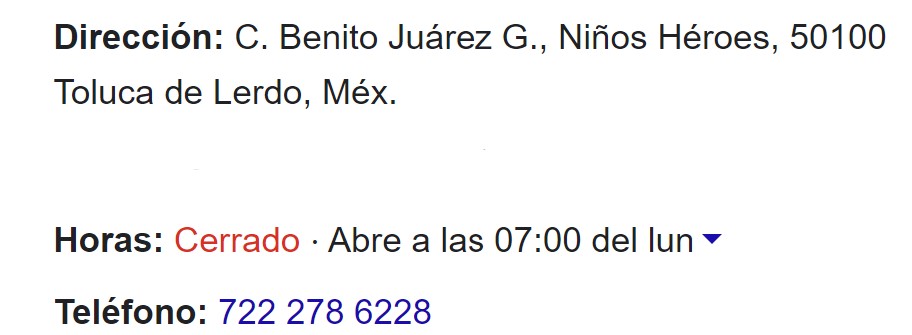 Dirección: C. Benito Juárez G., Niños Héroes, 50100
Toluca de Lerdo, Méx.
Horas: Cerrado · Abre a las 07:00 del lun
Teléfono: 722 278 6228